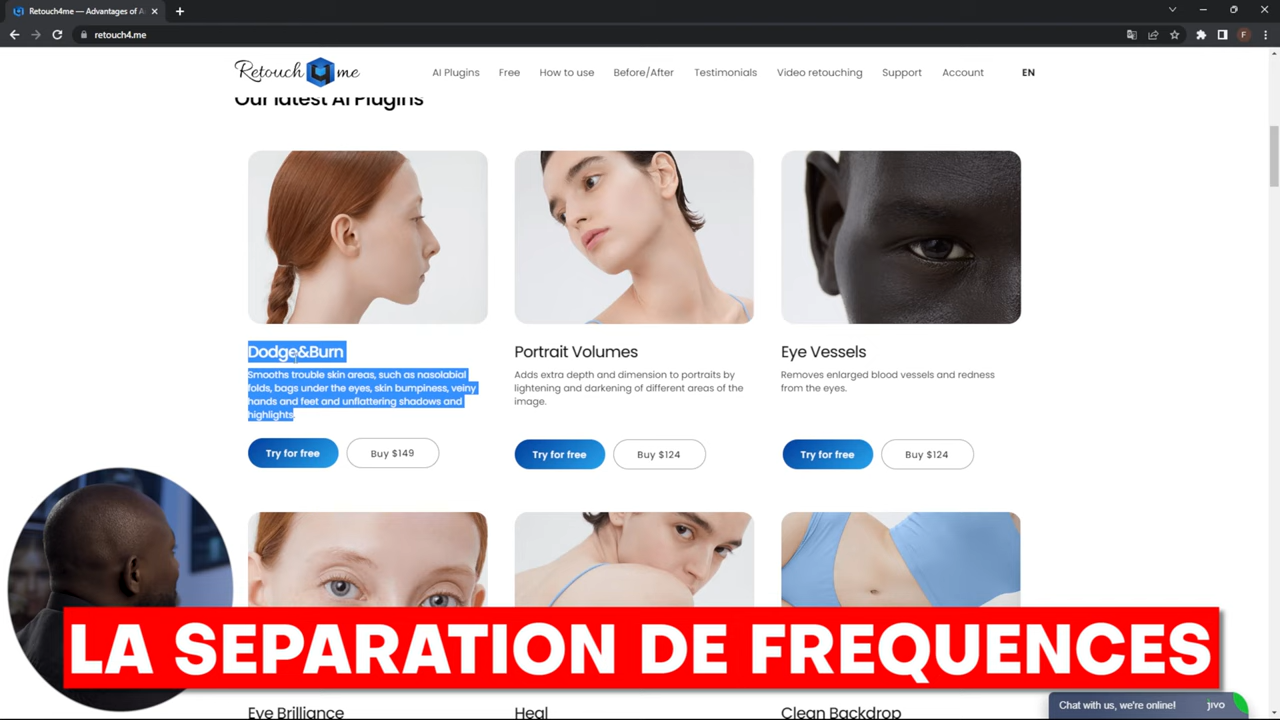 Retouch4me — Advantages of A
retouch4.me
F
Retouch 4 me
AI Plugins
Free
How to use
Before/After
Testimonials
Video retouching
Support
Account
EN
Our latest AI Plugins
Dodge&Burn
Smooths trouble skin areas, such as nasolabial
folds, bags under the eyes, skin bumpiness, veiny
hands and feet and unflattering shadows and
highlights.
Try for free
Buy $149
Portrait Volumes
Adds extra depth and dimension to portraits by
lightening and darkening of different areas of the
image.
Try for free
Buy $124
Eye Vessels
Removes enlarged blood vessels and redness
from the eyes.
Try for free
Buy $124
LA SEPARATION DE FREQUENCES
Eye Brilliance
Heal
Clean Backdrop
Chat with us, we're online!
jivo